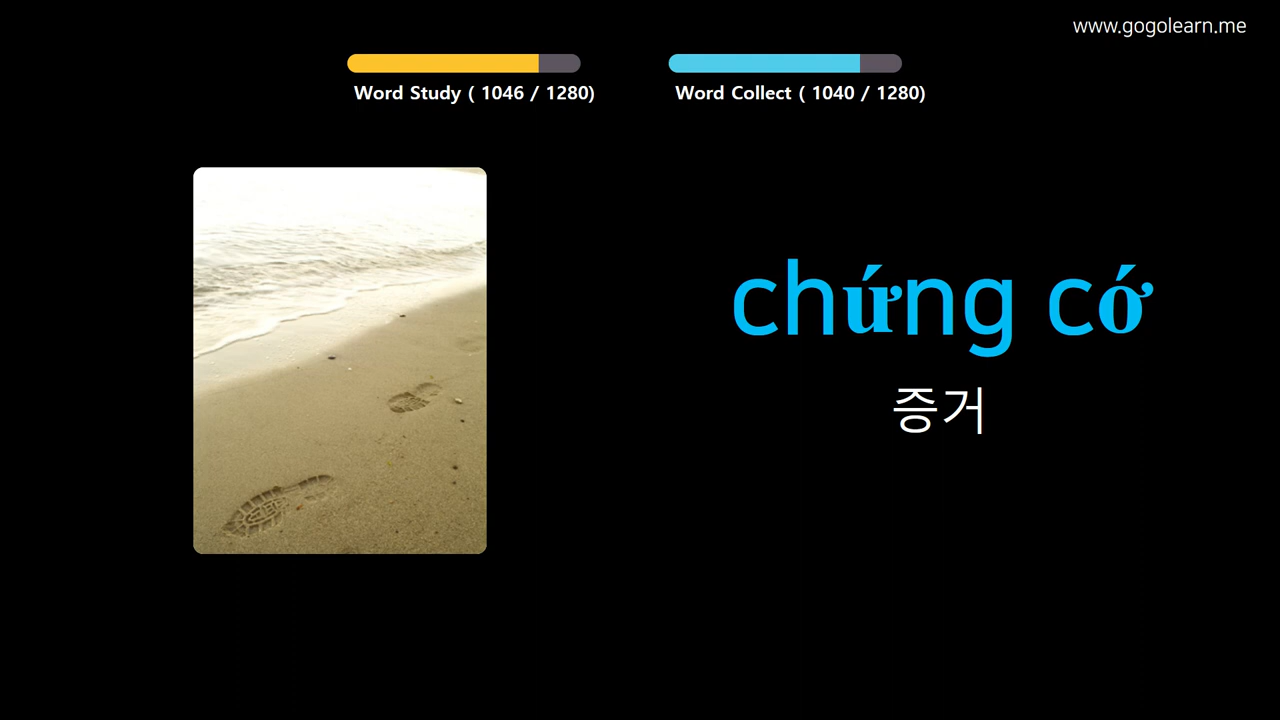 www.gogolearn.me
Word Study ( 1046 / 1280)
Word Collect ( 1040 / 1280)
chứng cớ
증거